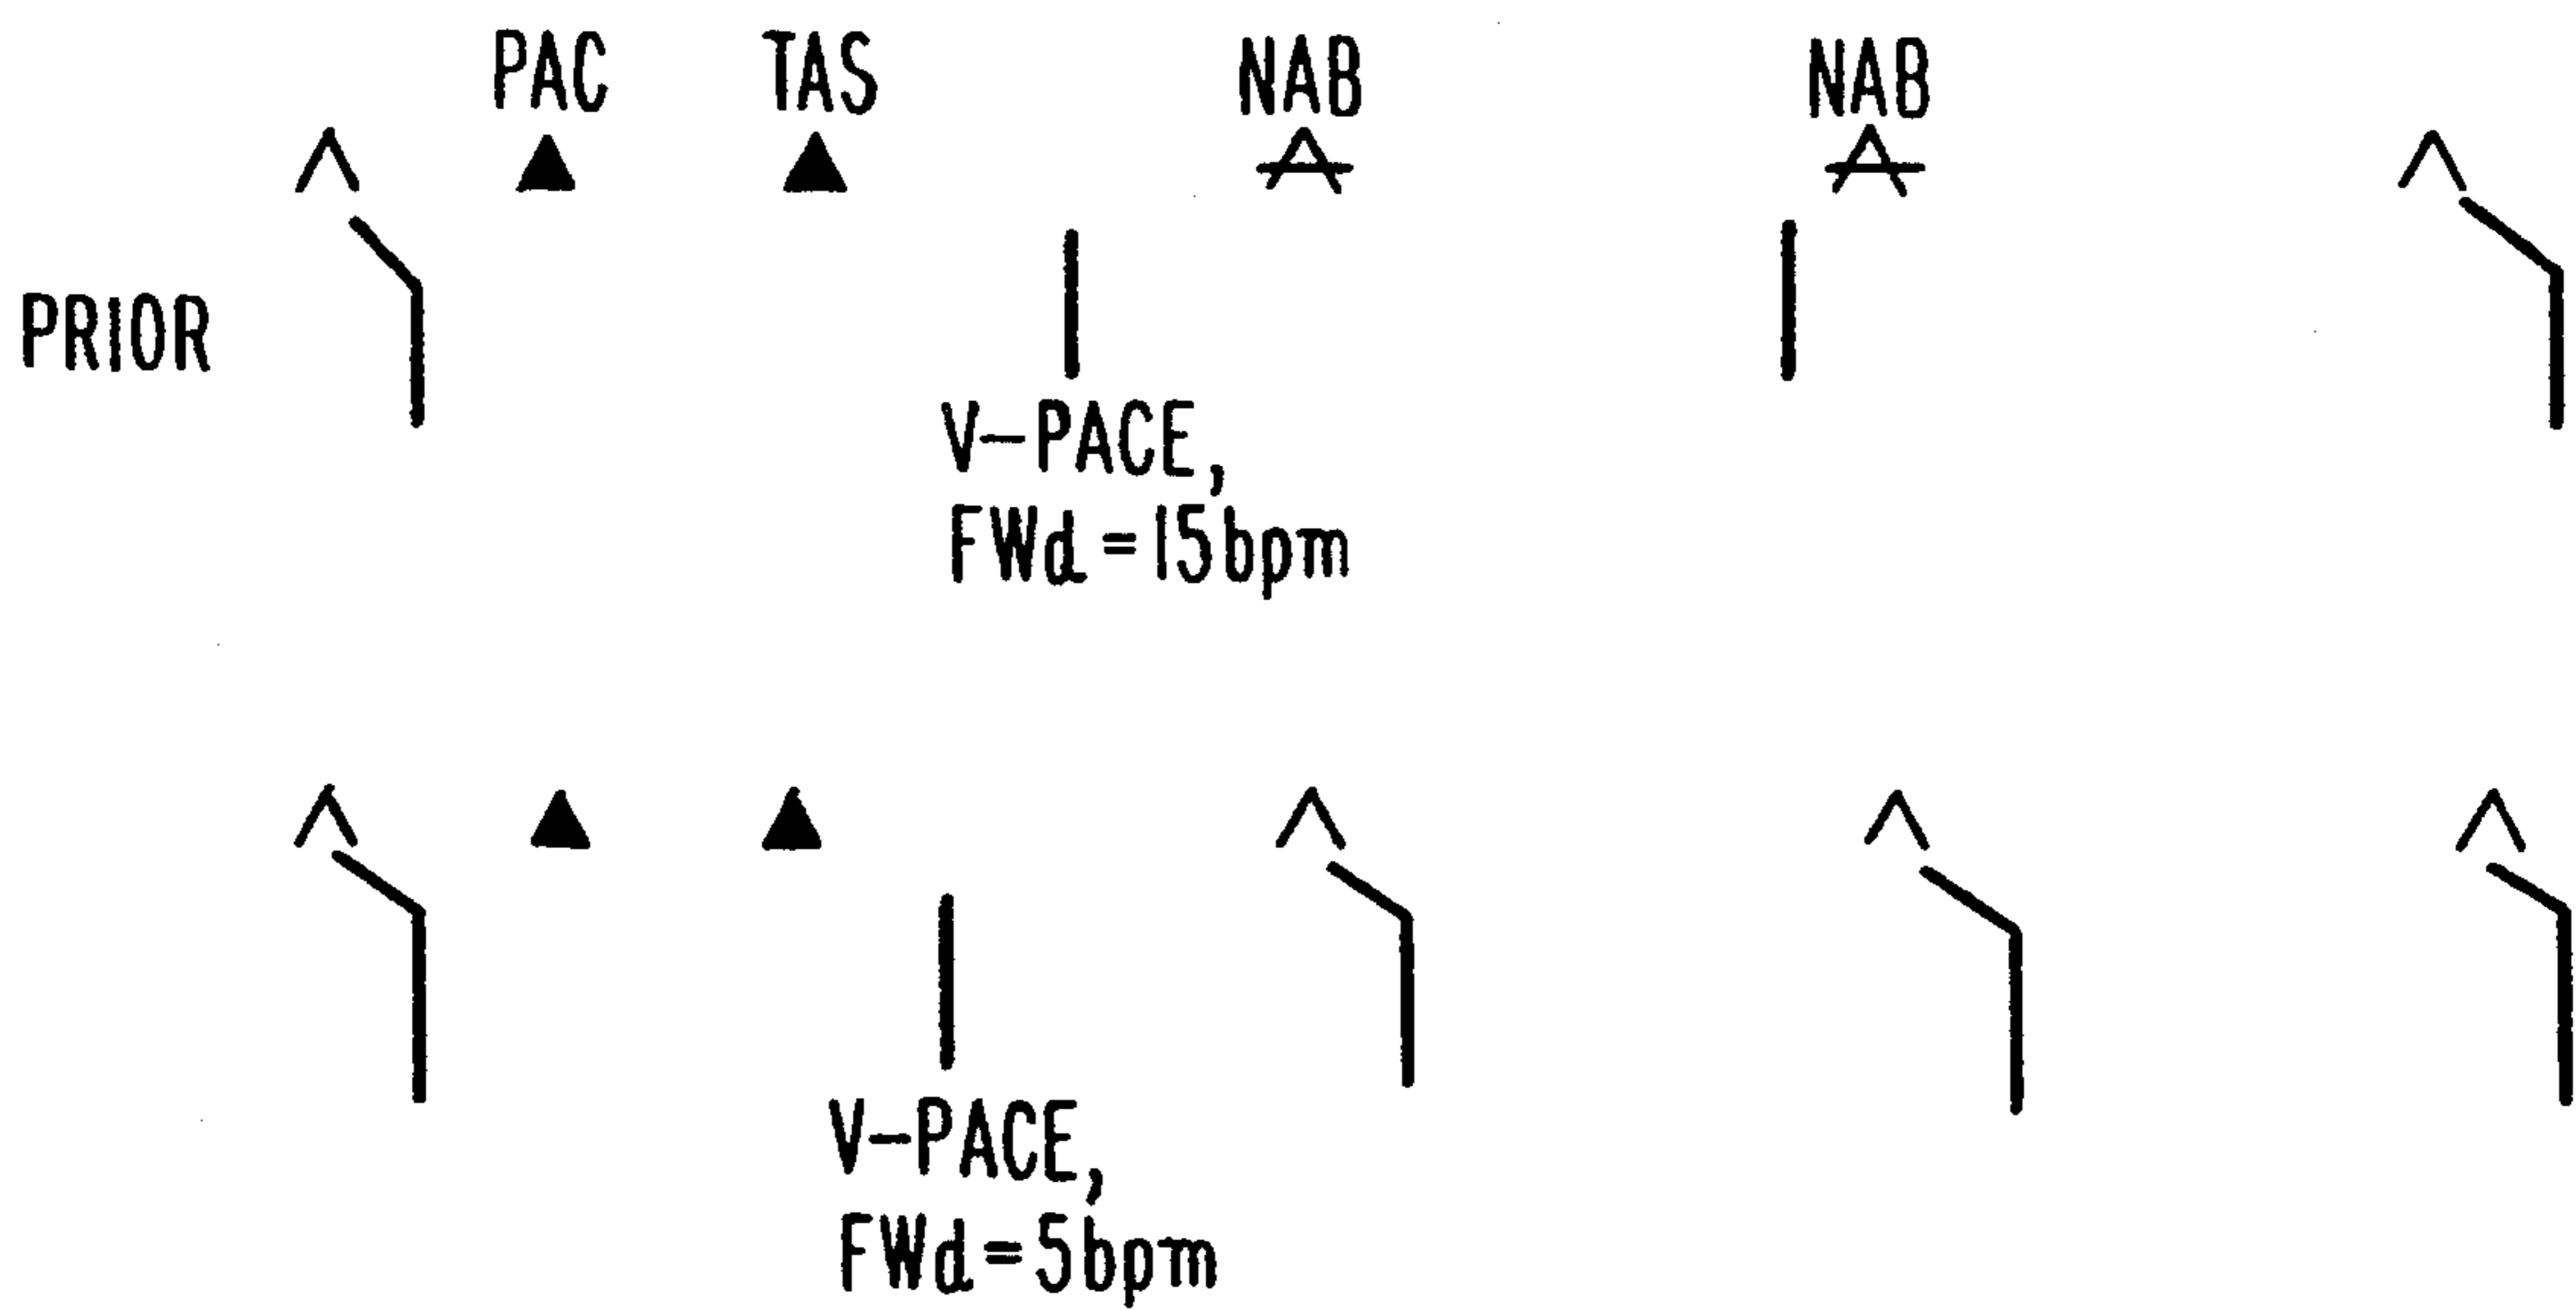 PAC TAS NAB NAB
PRIOR
V-PACE,
FWd=15bpm
V-PACE,
FWd=5bpm